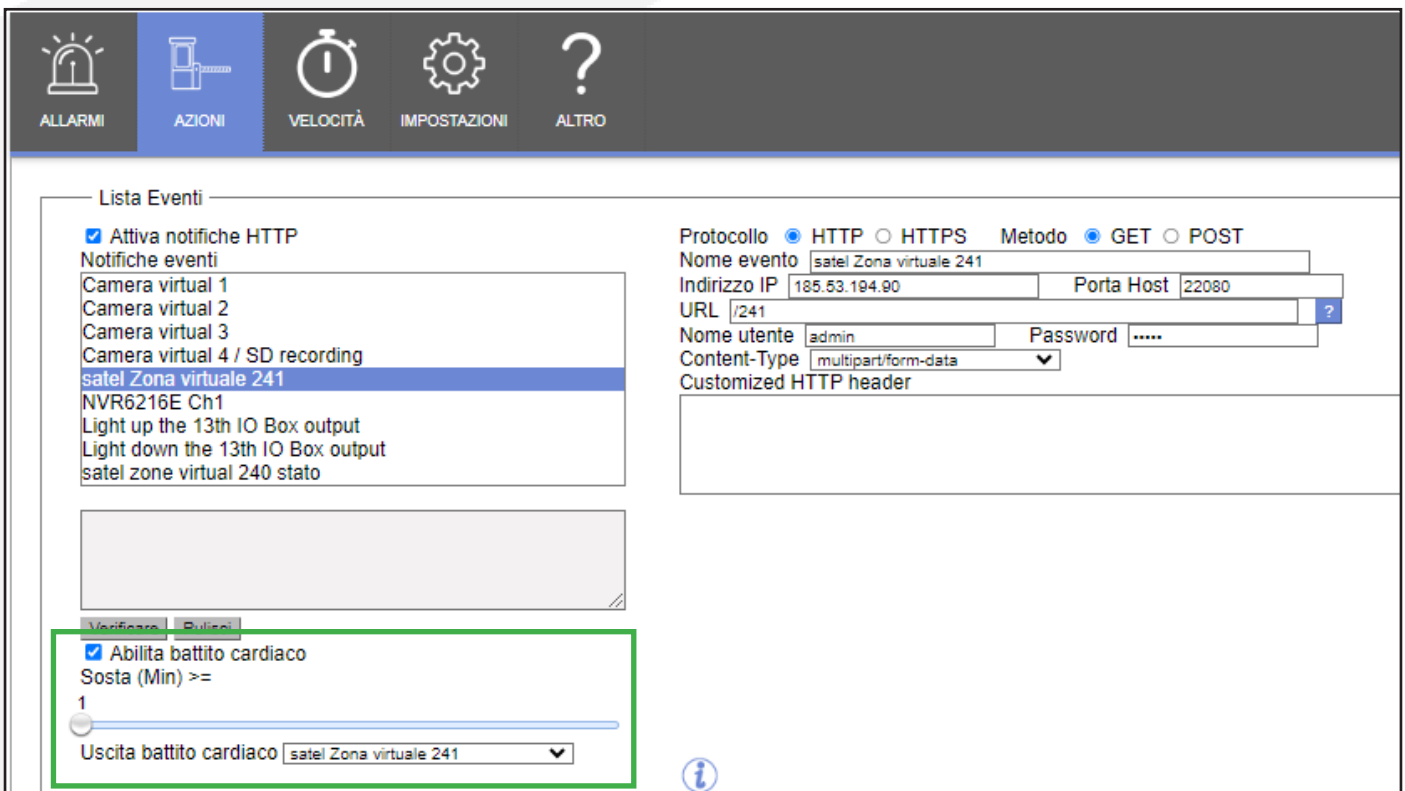 ALLARMI AZIONI VELOCITÀ IMPOSTAZIONI ALTRO
Lista Eventi
Attiva notifiche HTTP
Notifiche eventi
Camera virtual 1
Camera virtual 2
Camera virtual 3
Camera virtual 4 / SD recording
satel Zona virtuale 241
NVR6216E Ch1
Light up the 13th IO Box output
Light down the 13th IO Box output
satel zone virtual 240 stato
Verificare Pulisci
Abilita battito cardiaco
Sosta (Min) >=
1
Uscita battito cardiaco satel Zona virtuale 241
Protocollo HTTP HTTPS Metodo GET POST
Nome evento satel Zona virtuale 241
Indirizzo IP 185.53.194.90 Porta Host 22080
URL /241 ?
Nome utente admin Password •••••
Content-Type multipart/form-data
Customized HTTP header